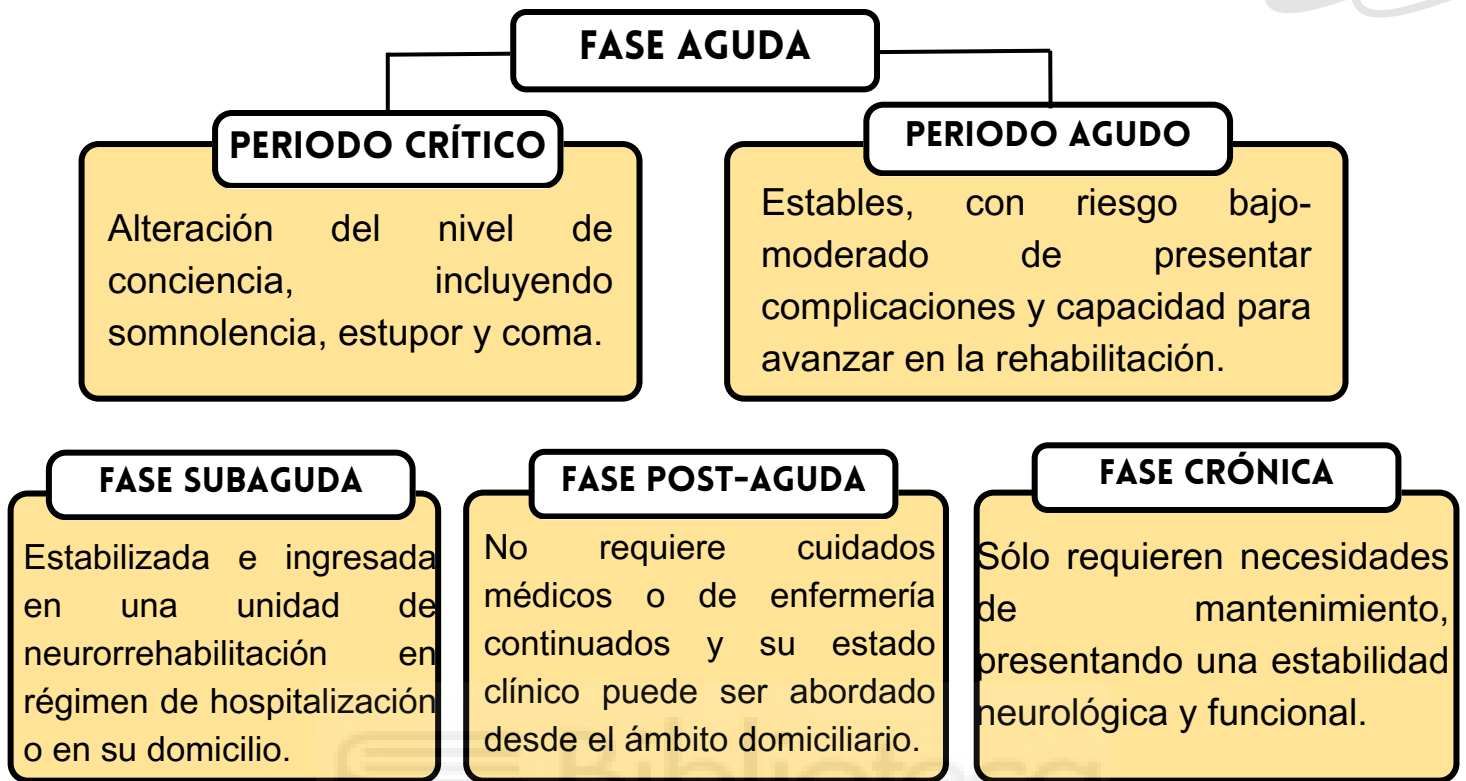 FASE AGUDA
PERIODO CRÍTICO
Alteración del nivel de
conciencia, incluyendo
somnolencia, estupor y coma.
PERIODO AGUDO
Estables, con riesgo bajo-
moderado de presentar
complicaciones y capacidad para
avanzar en la rehabilitación.
FASE SUBAGUDA
Estabilizada e ingresada
en una unidad de
neurorrehabilitación en
régimen de hospitalización
o en su domicilio.
FASE POST-AGUDA
No requiere cuidados
médicos o de enfermería
continuados y su estado
clínico puede ser abordado
desde el ámbito domiciliario.
FASE CRÓNICA
Sólo requieren necesidades
de mantenimiento,
presentando una estabilidad
neurológica y funcional.
Biblioteca